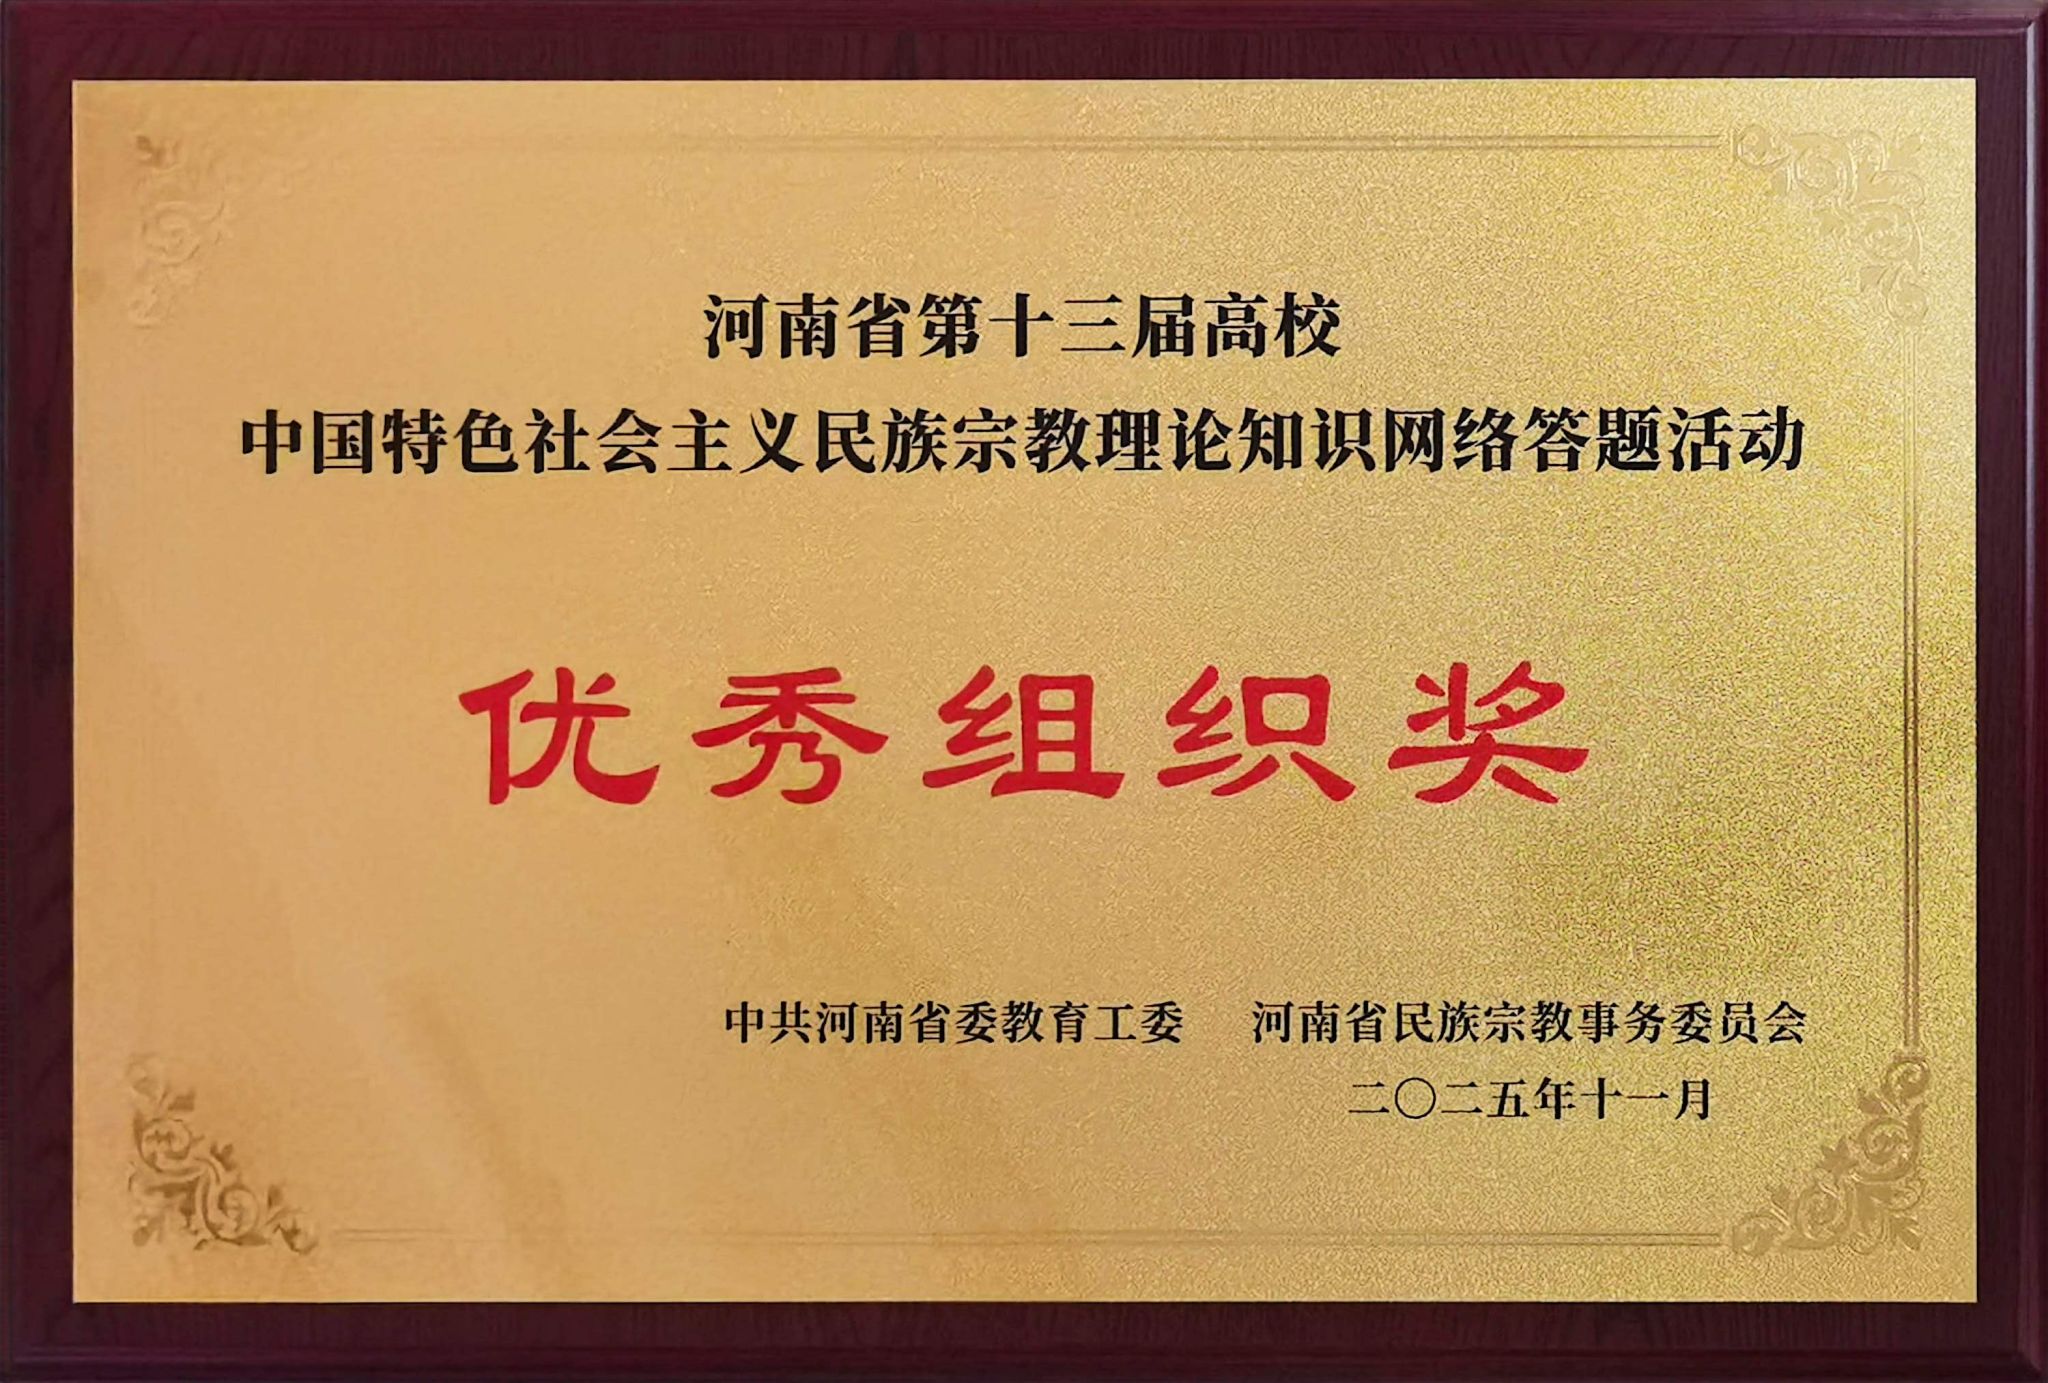 河南省第十三届高校
中国特色社会主义民族宗教理论知识网络答题活动
优秀组织奖
中共河南省委教育工委 河南省民族宗教事务委员会
二〇二五年十一月